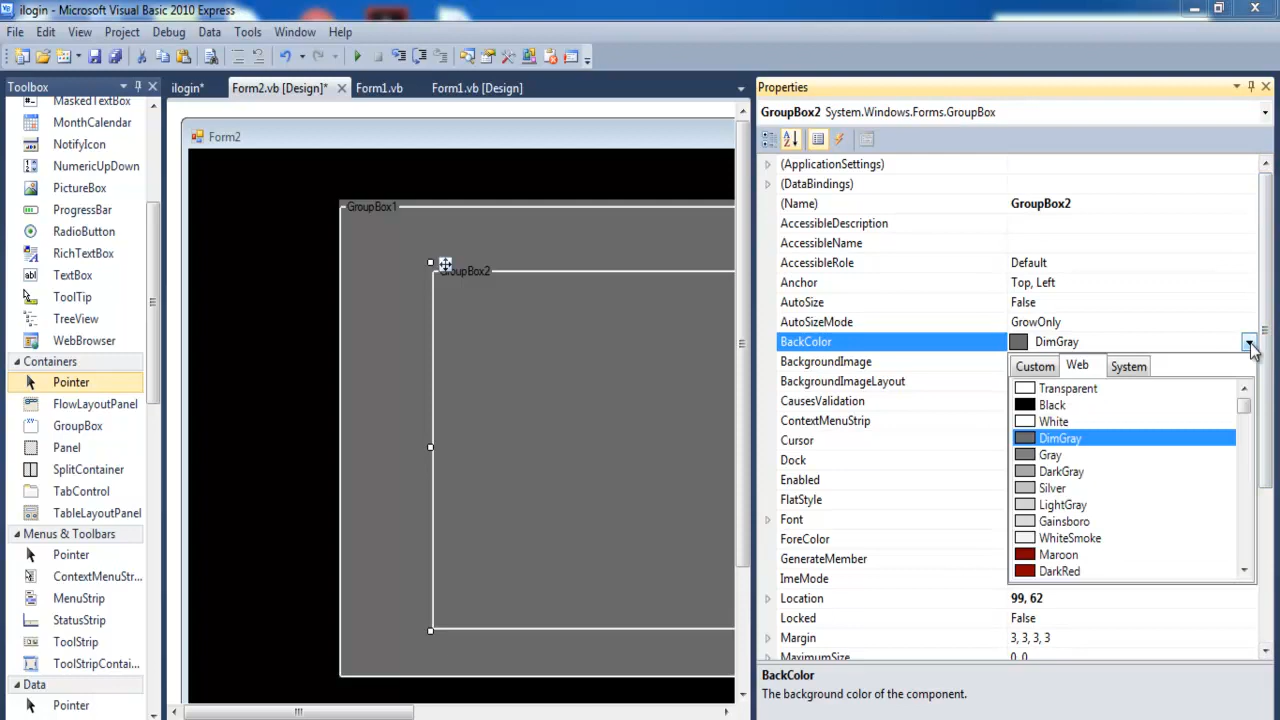 ilogin - Microsoft Visual Basic 2010 Express
File Edit View Project Debug Data Tools Window Help
Toolbox
MaskedTextBox
MonthCalendar
NotifyIcon
NumericUpDown
PictureBox
ProgressBar
RadioButton
RichTextBox
TextBox
ToolTip
TreeView
WebBrowser
Containers
Pointer
FlowLayoutPanel
GroupBox
Panel
SplitContainer
TabControl
TableLayoutPanel
Menus & Toolbars
Pointer
ContextMenuStr...
MenuStrip
StatusStrip
ToolStrip
ToolStripContai...
Data
Pointer
ilogin* Form2.vb [Design]* Form1.vb Form1.vb [Design]
Form2
GroupBox1
GroupBox2
Properties
GroupBox2 System.Windows.Forms.GroupBox
(ApplicationSettings)
(DataBindings)
(Name) GroupBox2
AccessibleDescription
AccessibleName
AccessibleRole Default
Anchor Top, Left
AutoSize False
AutoSizeMode GrowOnly
BackColor DimGray
BackgroundImage
BackgroundImageLayout
CausesValidation
ContextMenuStrip
Cursor
Dock
Enabled
FlatStyle
Font
ForeColor
GenerateMember
ImeMode
Custom Web System
Transparent
Black
White
DimGray
Gray
DarkGray
Silver
LightGray
Gainsboro
WhiteSmoke
Maroon
DarkRed
Location 99, 62
Locked False
Margin 3, 3, 3, 3
MaximumSize 0, 0
BackColor
The background color of the component.